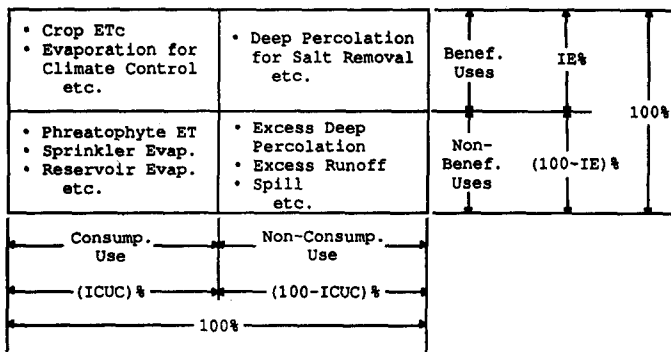 • Crop ETc
• Evaporation for
Climate Control
etc.
• Deep Percolation
for Salt Removal
etc.
• Phreatophyte ET
• Sprinkler Evap.
• Reservoir Evap.
etc.
• Excess Deep
Percolation
• Excess Runoff
• Spill
etc.
Benef.
Uses
IE%
100%
Non-
Benef.
Uses
(100-IE)%
Consump.
Use
Non-Consump.
Use
(ICUC)%
(100-ICUC)%
100%